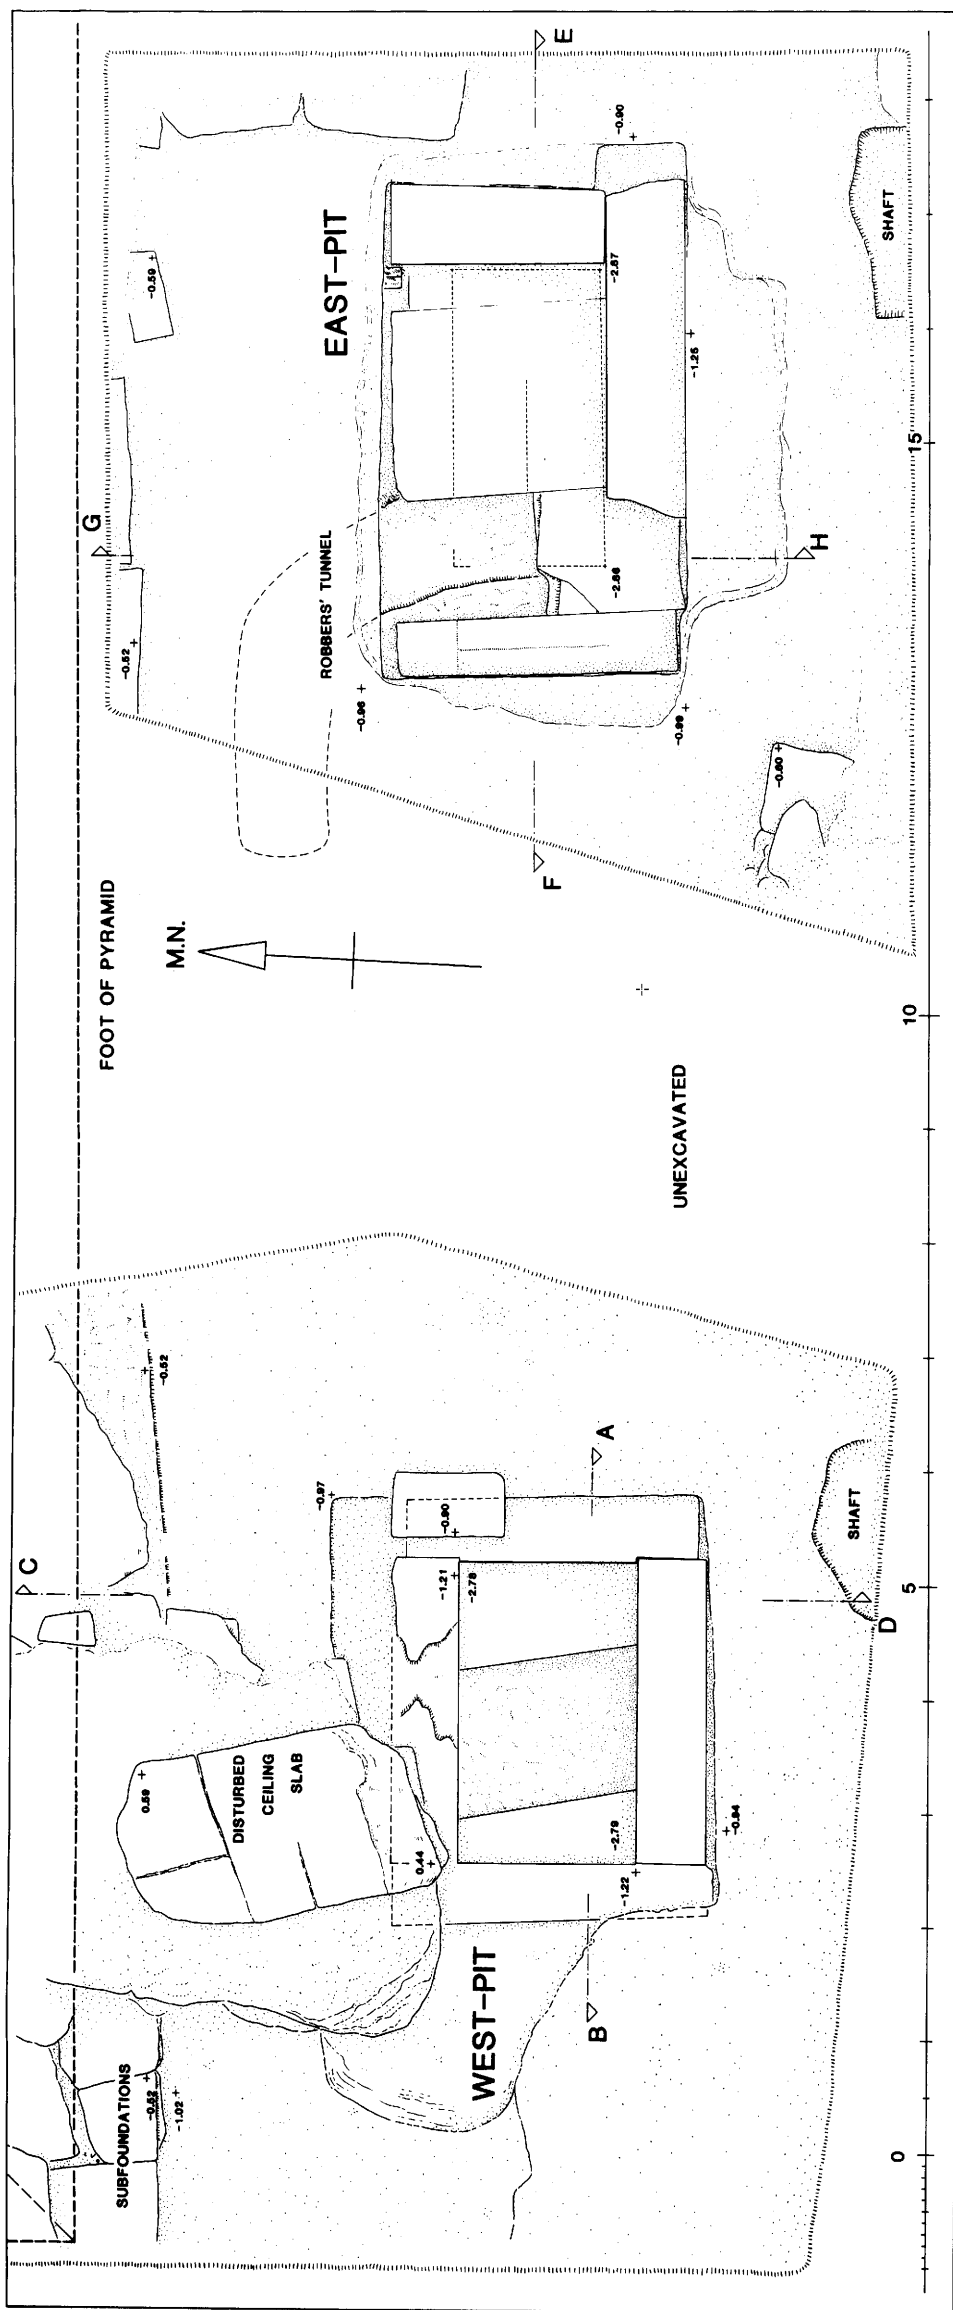 FOOT OF PYRAMID
M.N.
C
G
SUBFOUNDATIONS
-0.52
-1.02
0.59
DISTURBED
CEILING
SLAB
0.44
-0.52
-0.97
-0.90
-1.21
-2.78
-2.79
-1.22
-0.94
WEST-PIT
B
A
D
SHAFT
UNEXCAVATED
-0.52
-0.59
ROBBERS' TUNNEL
EAST-PIT
-0.96
-0.99
-2.86
-2.87
-1.25
-0.90
-0.60
F
E
H
SHAFT
0
5
10
15